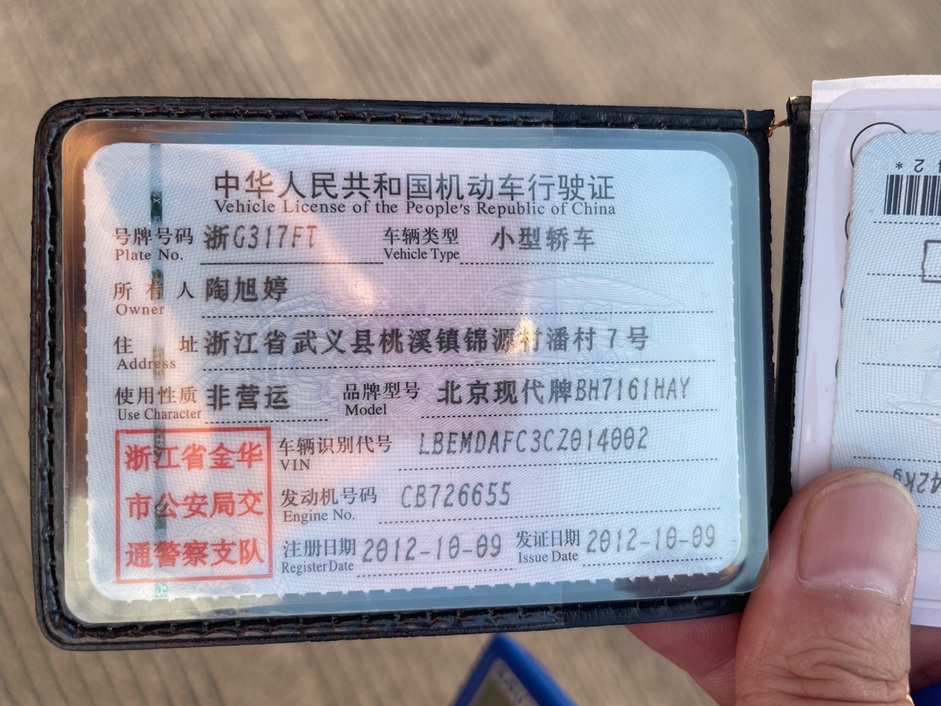 中华人民共和国机动车行驶证
Vehicle License of the People's Republic of China
号牌号码 浙G317FT 车辆类型 小型轿车
Plate No. Vehicle Type
所有人 陶旭婷
Owner
住址 浙江省武义县桃溪镇锦源村潘村7号
Address
使用性质 非营运 品牌型号 北京现代牌BH7161HAY
Use Character Model
浙江省金华
市公安局交
通警察支队
车辆识别代号 LBEMDAFC3CZ014002
VIN
发动机号码 CB726655
Engine No.
注册日期 2012-10-09 发证日期 2012-10-09
Register Date Issue Date